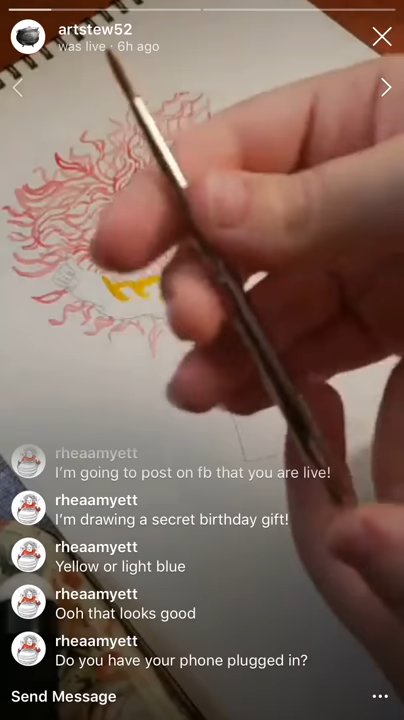 artstew52
was live · 6h ago
rheaamyett
I'm going to post on fb that you are live!
rheaamyett
I'm drawing a secret birthday gift!
rheaamyett
Yellow or light blue
rheaamyett
Ooh that looks good
rheaamyett
Do you have your phone plugged in?
Send Message